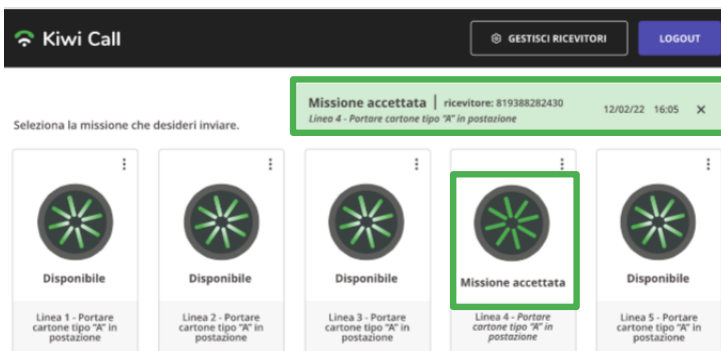 Kiwi Call
GESTISCI RICEVITORI
LOGOUT
Missione accettata | ricevitore: 819388282430
12/02/22 16:05 ×
Linea 4 - Portare cartone tipo "A" in postazione
Seleziona la missione che desideri inviare.
Disponibile
Linea 1 - Portare
cartone tipo "A" in
postazione
Disponibile
Linea 2 - Portare
cartone tipo "A" in
postazione
Disponibile
Linea 3 - Portare
cartone tipo "A" in
postazione
Missione accettata
Linea 4 - Portare
cartone tipo "A" in
postazione
Disponibile
Linea 5 - Portare
cartone tipo "A" in
postazione